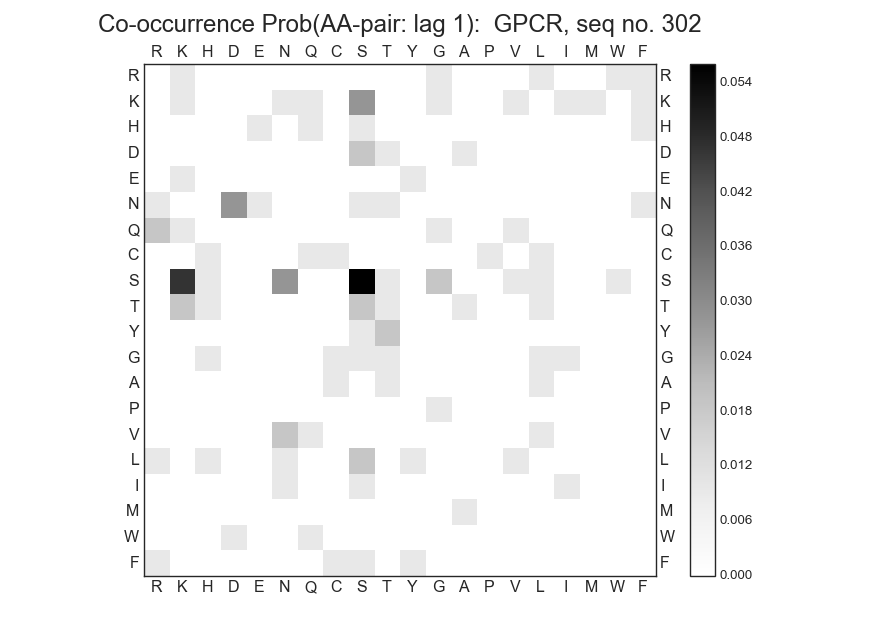 Co-occurrence Prob(AA-pair: lag 1):  GPCR, seq no. 302
R K H D E N Q C S T Y G A P V L I M W F
R R
K K
H H
D D
E E
N N
Q Q
C C
S S
T T
Y Y
G G
A A
P P
V V
L L
I I
M M
W W
F F
R K H D E N Q C S T Y G A P V L I M W F
0.054
0.048
0.042
0.036
0.030
0.024
0.018
0.012
0.006
0.000